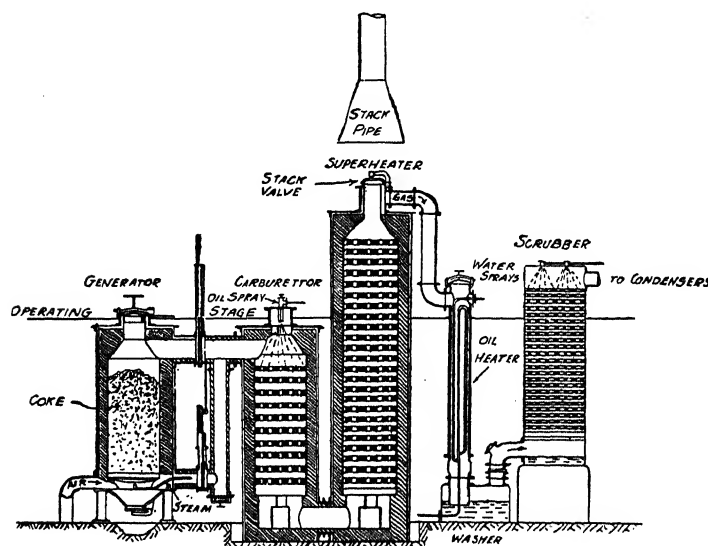 STACK
PIPE
SUPERHEATER
STACK
VALVE
GAS
SCRUBBER
WATER
SPRAYS
TO CONDENSERS
GENERATOR
CARBURETTOR
OIL SPRAY
OPERATING STAGE
OIL
HEATER
COKE
AIR
STEAM
WASHER